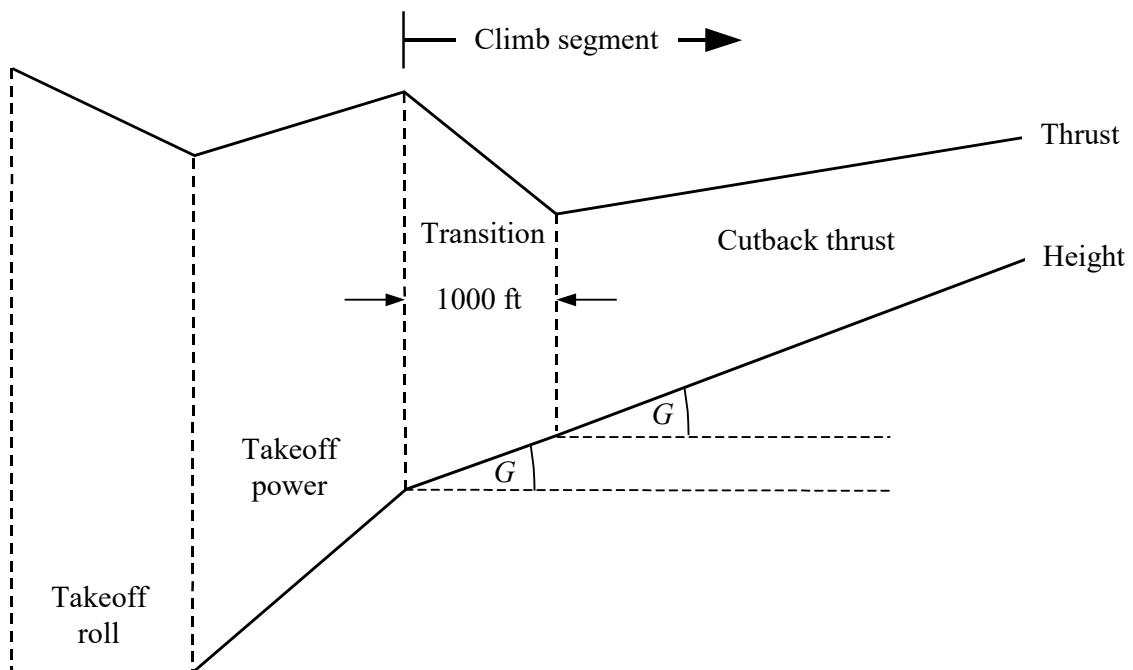 Climb segment
Thrust
Transition
Cutback thrust
Height
1000 ft
G
Takeoff
power
G
Takeoff
roll